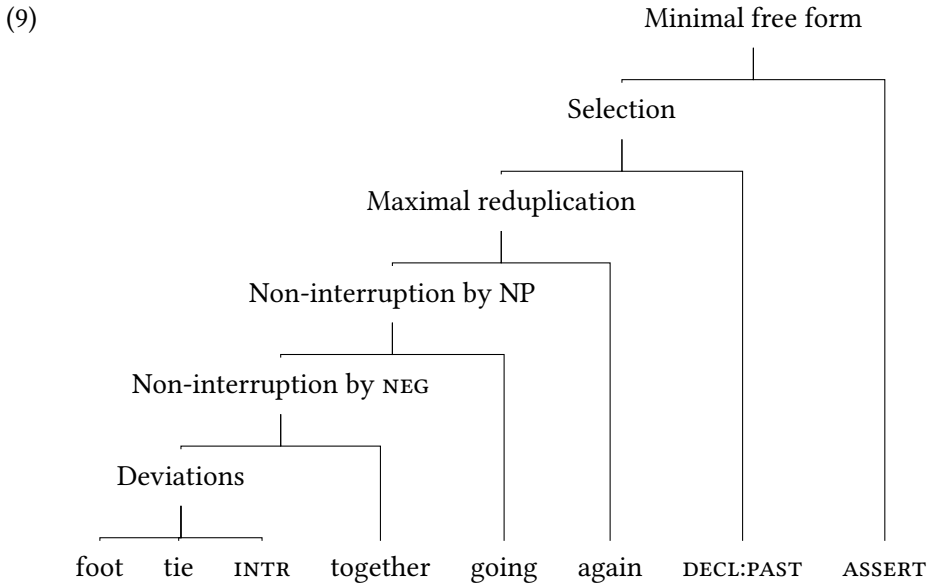 (9)
Minimal free form
Selection
Maximal reduplication
Non-interruption by NP
Non-interruption by NEG
Deviations
foot tie INTR together going again DECL:PAST ASSERT